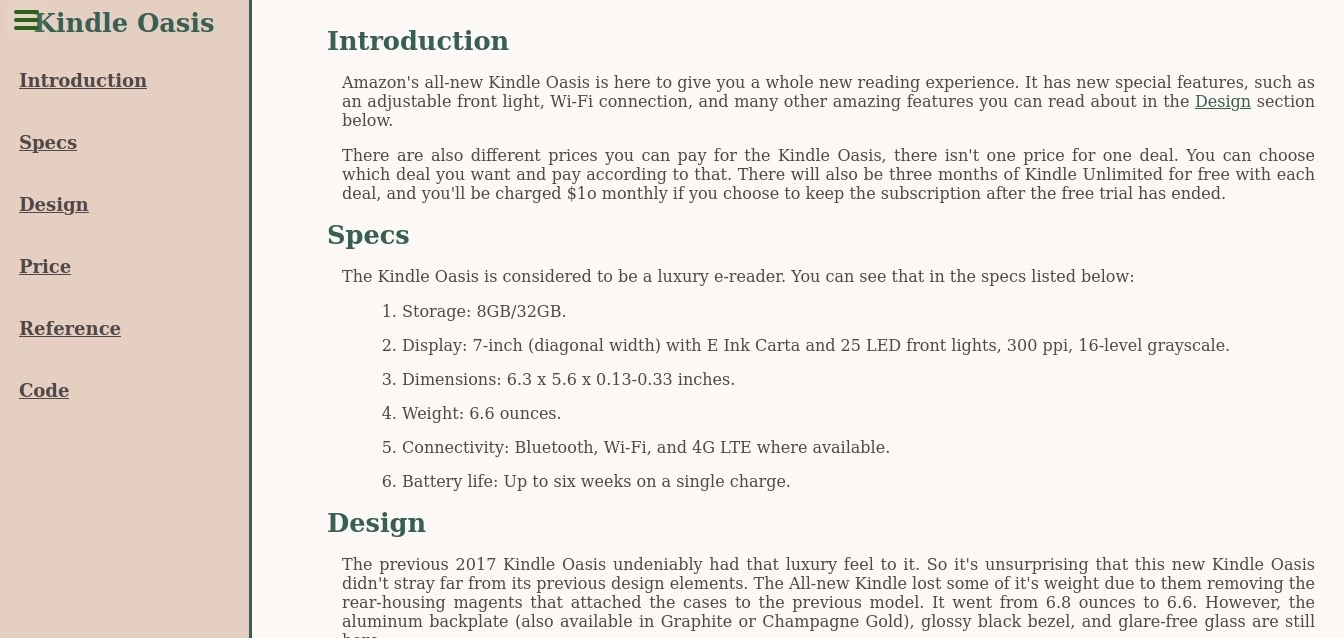 Kindle Oasis
Introduction
Specs
Design
Price
Reference
Code
Introduction
Amazon's all-new Kindle Oasis is here to give you a whole new reading experience. It has new special features, such as
an adjustable front light, Wi-Fi connection, and many other amazing features you can read about in the Design section
below.
There are also different prices you can pay for the Kindle Oasis, there isn't one price for one deal. You can choose
which deal you want and pay according to that. There will also be three months of Kindle Unlimited for free with each
deal, and you'll be charged $1o monthly if you choose to keep the subscription after the free trial has ended.
Specs
The Kindle Oasis is considered to be a luxury e-reader. You can see that in the specs listed below:
1. Storage: 8GB/32GB.
2. Display: 7-inch (diagonal width) with E Ink Carta and 25 LED front lights, 300 ppi, 16-level grayscale.
3. Dimensions: 6.3 x 5.6 x 0.13-0.33 inches.
4. Weight: 6.6 ounces.
5. Connectivity: Bluetooth, Wi-Fi, and 4G LTE where available.
6. Battery life: Up to six weeks on a single charge.
Design
The previous 2017 Kindle Oasis undeniably had that luxury feel to it. So it's unsurprising that this new Kindle Oasis
didn't stray far from its previous design elements. The All-new Kindle lost some of it's weight due to them removing the
rear-housing magents that attached the cases to the previous model. It went from 6.8 ounces to 6.6. However, the
aluminum backplate (also available in Graphite or Champagne Gold), glossy black bezel, and glare-free glass are still